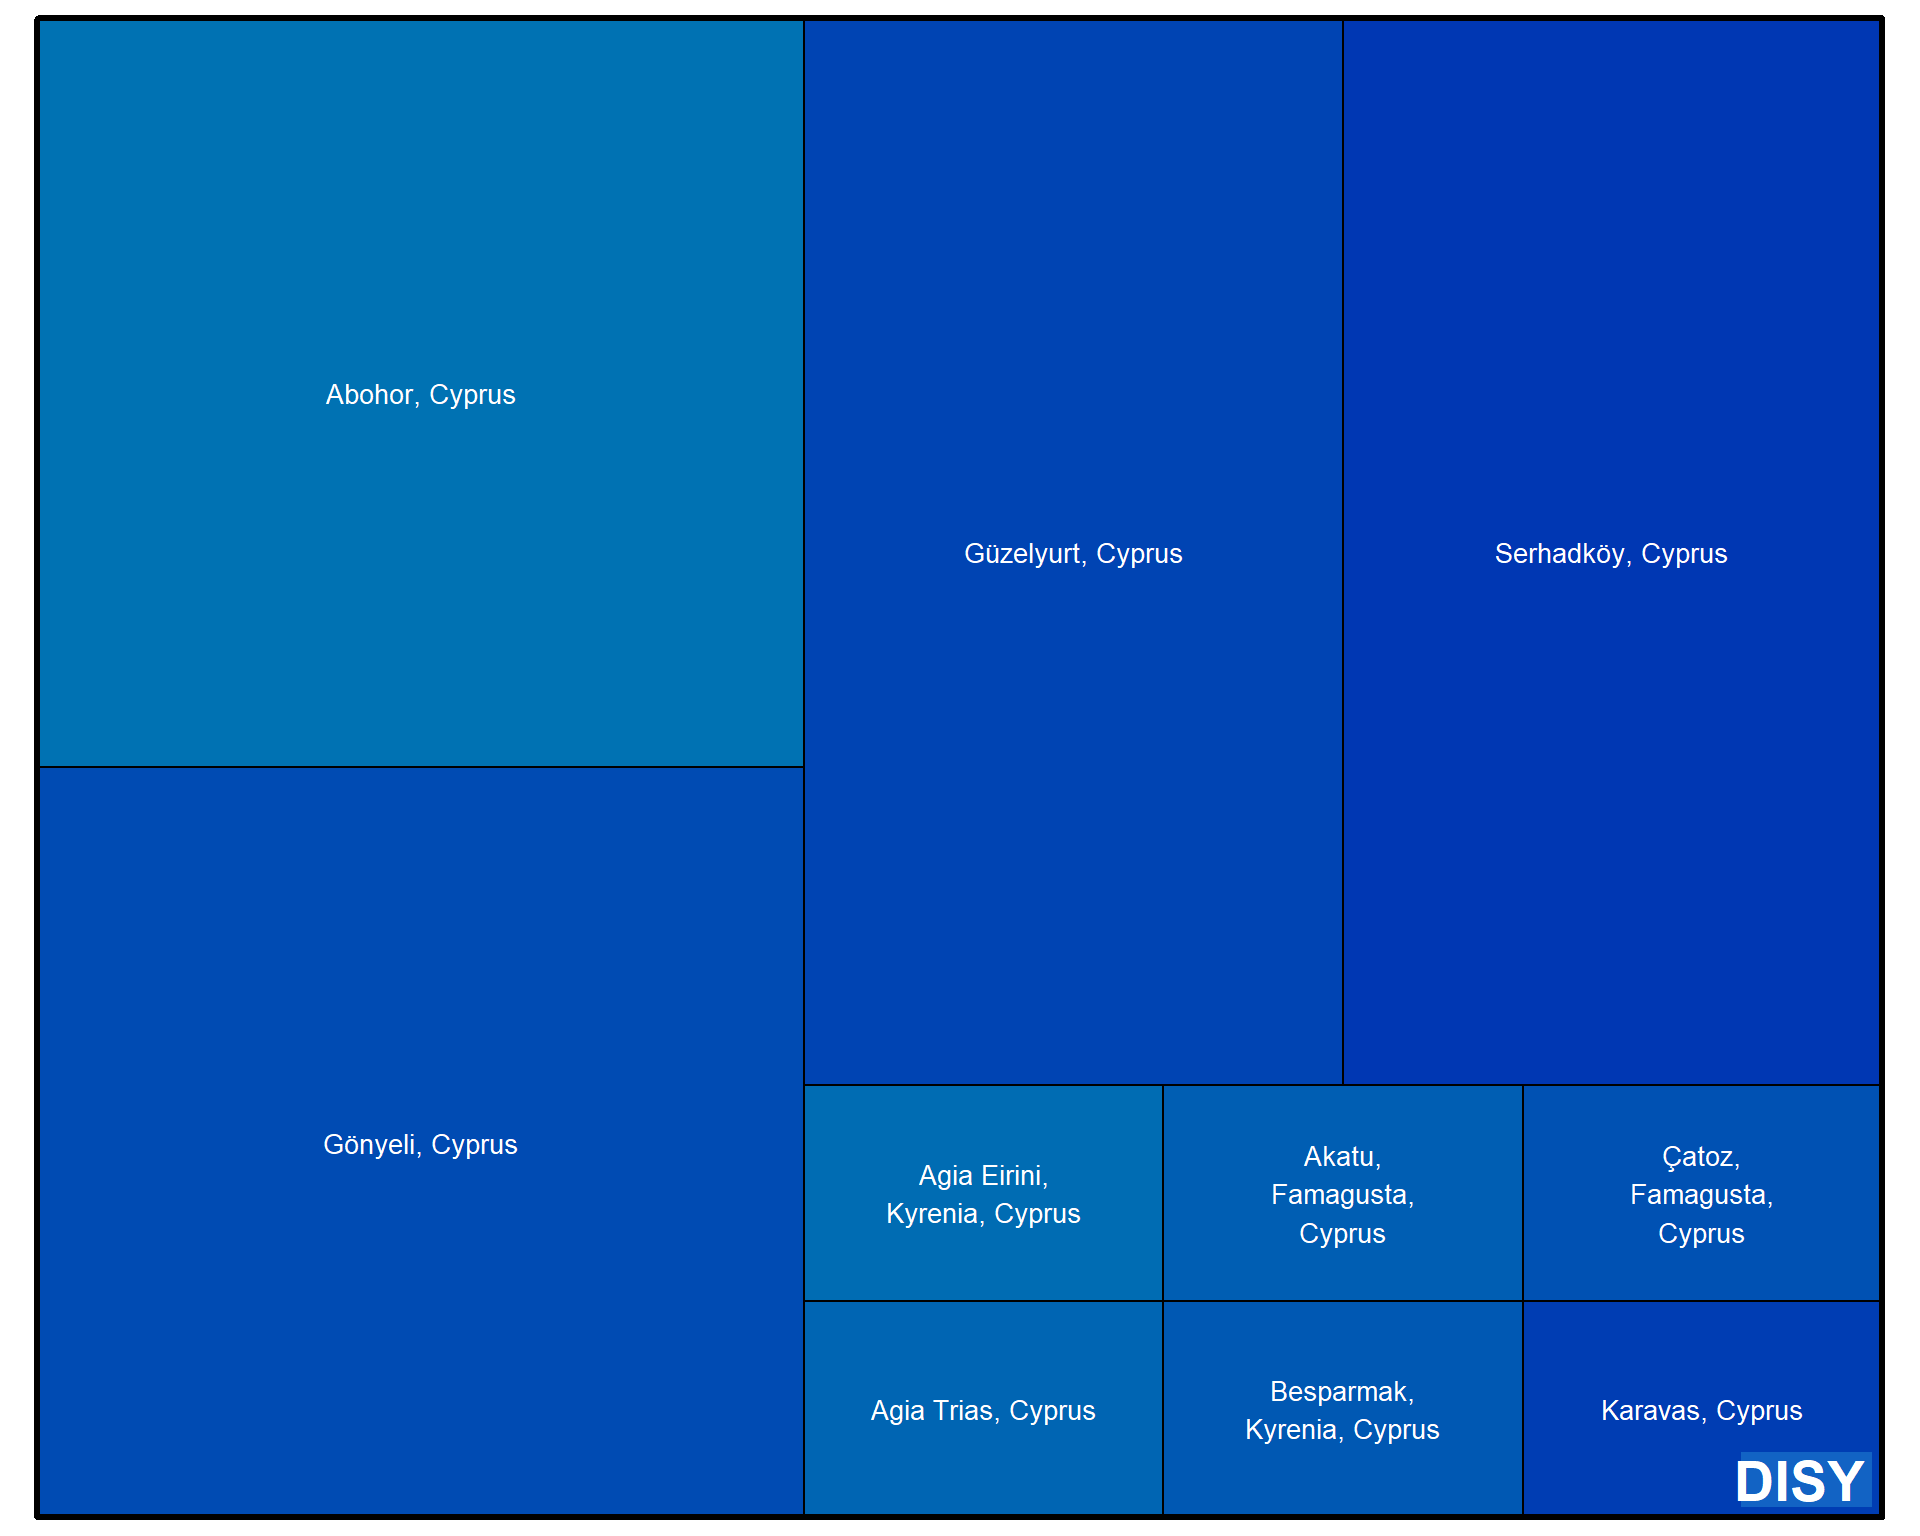 Abohor, Cyprus
Gönyeli, Cyprus
Güzelyurt, Cyprus
Serhadköy, Cyprus
Agia Eirini,
Kyrenia, Cyprus
Akatu,
Famagusta,
Cyprus
Çatoz,
Famagusta,
Cyprus
Agia Trias, Cyprus
Besparmak,
Kyrenia, Cyprus
Karavas, Cyprus
DISY